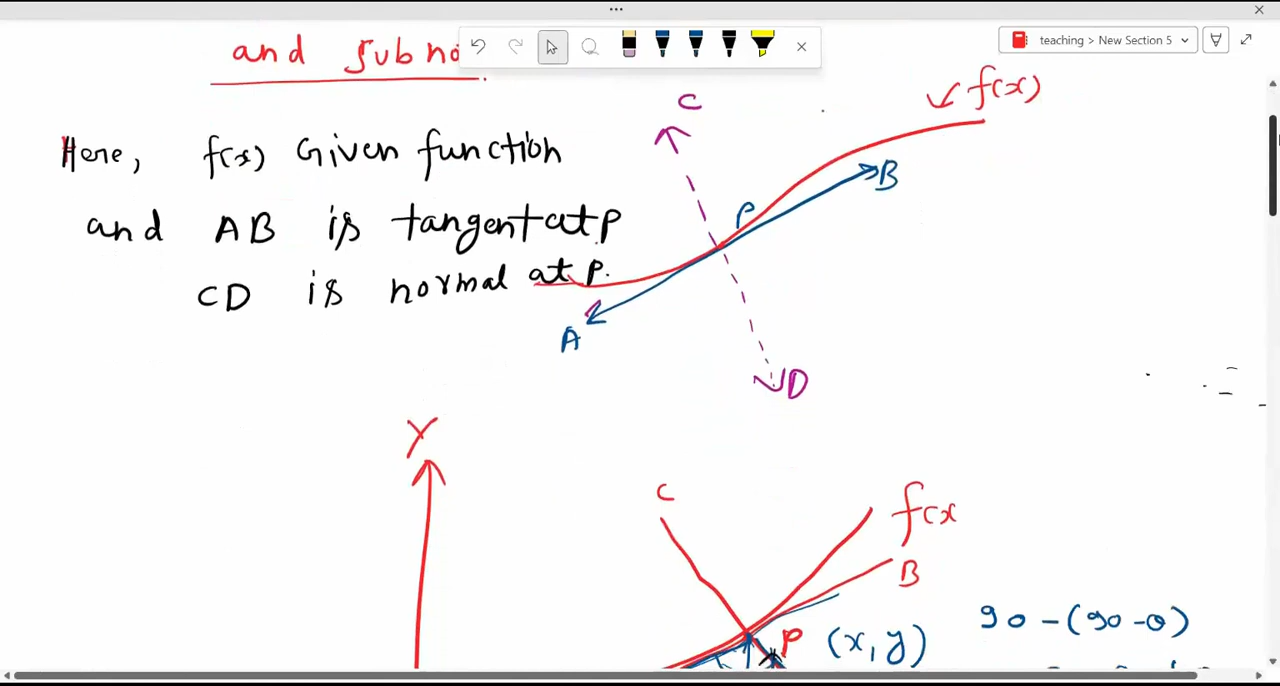 and subno
teaching > New Section 5
C
f(x)
Here, f(x) Given function
B
P
and AB is tangent at p
CD is normal at p.
A
D
Y
C
f(x
B
P (x, y)
90 - (90 - θ)